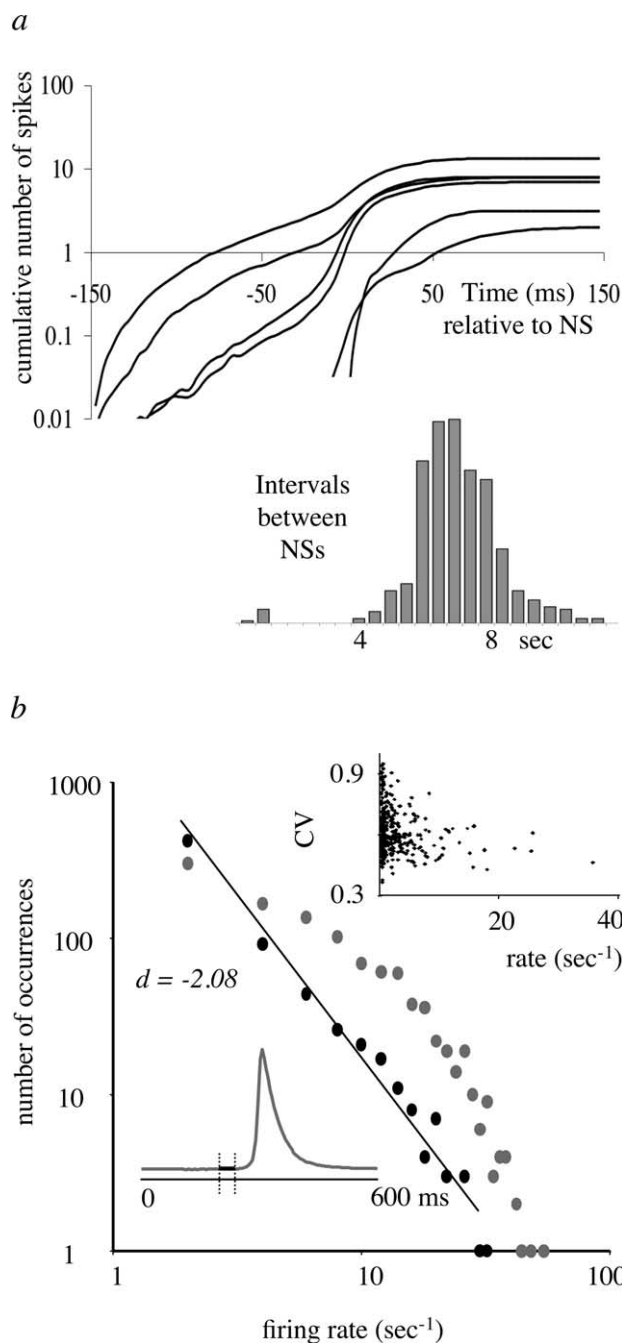 a
100
10
1
0.1
0.01
cumulative number of spikes
-150
-50
50
150
Time (ms)
relative to NS
Intervals
between
NSs
4
8
sec
b
1000
100
10
1
number of occurrences
0.9
0.3
CV
20
40
rate (sec-1)
d = -2.08
0
600 ms
1
10
100
firing rate (sec-1)